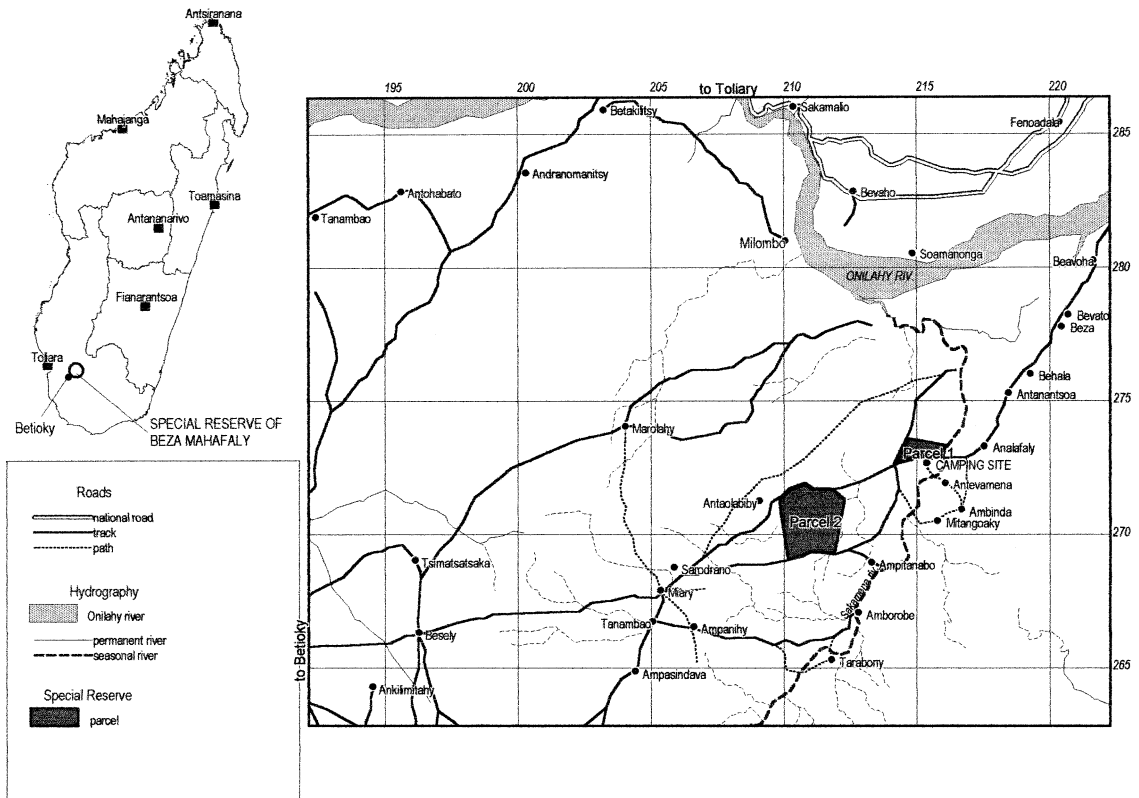 Antsiranana
Mahajanga
Toamasina
Antananarivo
Fianarantsoa
Toliara
Betioky
SPECIAL RESERVE OF
BEZA MAHAFALY
Roads
national road
track
path
Hydrography
Onilahy river
permanent river
seasonal river
Special Reserve
parcel
to Toliary
195
200
205
210
215
220
285
280
275
270
265
to Betioky
Betakilitsy
Sakamalio
Fenoadala
Andranomanitsy
Antohabato
Bevaho
Tanambao
Milombo
Soamanonga
ONILAHY RIV.
Beavoha
Bevato
Beza
Behala
Antanantsoa
Marolahy
Analafaly
Parcel 1
CAMPING SITE
Antevamena
Antaolabiby
Parcel 2
Ambinda
Mitangoaky
Tsimatsatsaka
Sarodrano
Ampitanabo
Miary
Amborobe
Tanambao
Ampanihy
Besely
Tarabory
Ampasindava
Ankilimitahy